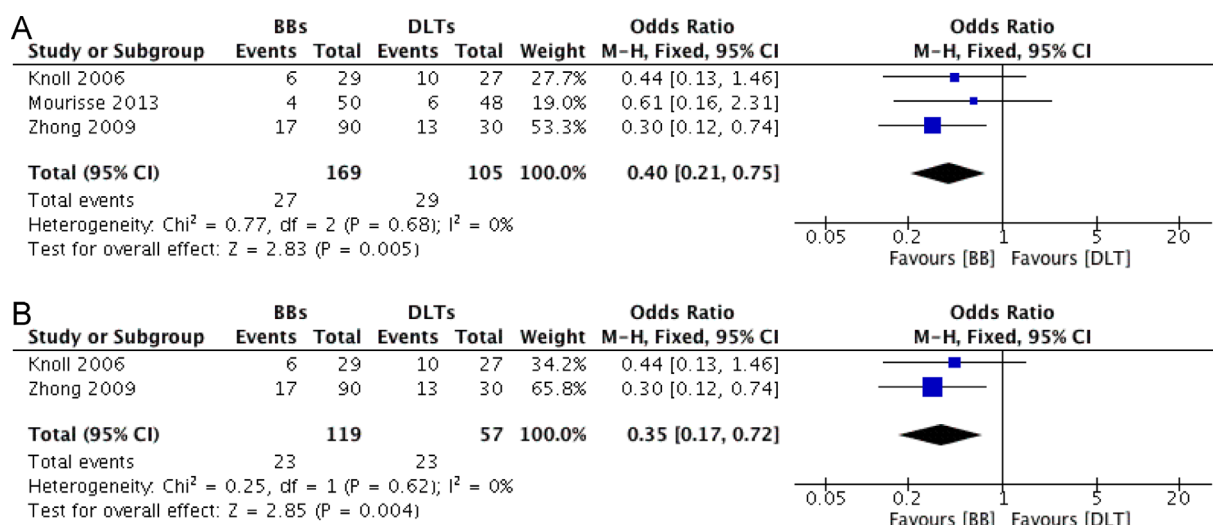 A
BBs DLTs Odds Ratio Odds Ratio
Study or Subgroup Events Total Events Total Weight M-H, Fixed, 95% CI M-H, Fixed, 95% CI
Knoll 2006 6 29 10 27 27.7% 0.44 [0.13, 1.46]
Mourisse 2013 4 50 6 48 19.0% 0.61 [0.16, 2.31]
Zhong 2009 17 90 13 30 53.3% 0.30 [0.12, 0.74]
Total (95% CI) 169 105 100.0% 0.40 [0.21, 0.75]
Total events 27 29
Heterogeneity: Chi² = 0.77, df = 2 (P = 0.68); I² = 0%
Test for overall effect: Z = 2.83 (P = 0.005)
0.05 0.2 1 5 20
Favours [BB] Favours [DLT]
B
BBs DLTs Odds Ratio Odds Ratio
Study or Subgroup Events Total Events Total Weight M-H, Fixed, 95% CI M-H, Fixed, 95% CI
Knoll 2006 6 29 10 27 34.2% 0.44 [0.13, 1.46]
Zhong 2009 17 90 13 30 65.8% 0.30 [0.12, 0.74]
Total (95% CI) 119 57 100.0% 0.35 [0.17, 0.72]
Total events 23 23
Heterogeneity: Chi² = 0.25, df = 1 (P = 0.62); I² = 0%
Test for overall effect: Z = 2.85 (P = 0.004)
0.05 0.2 1 5 20
Favours [BB] Favours [DLT]